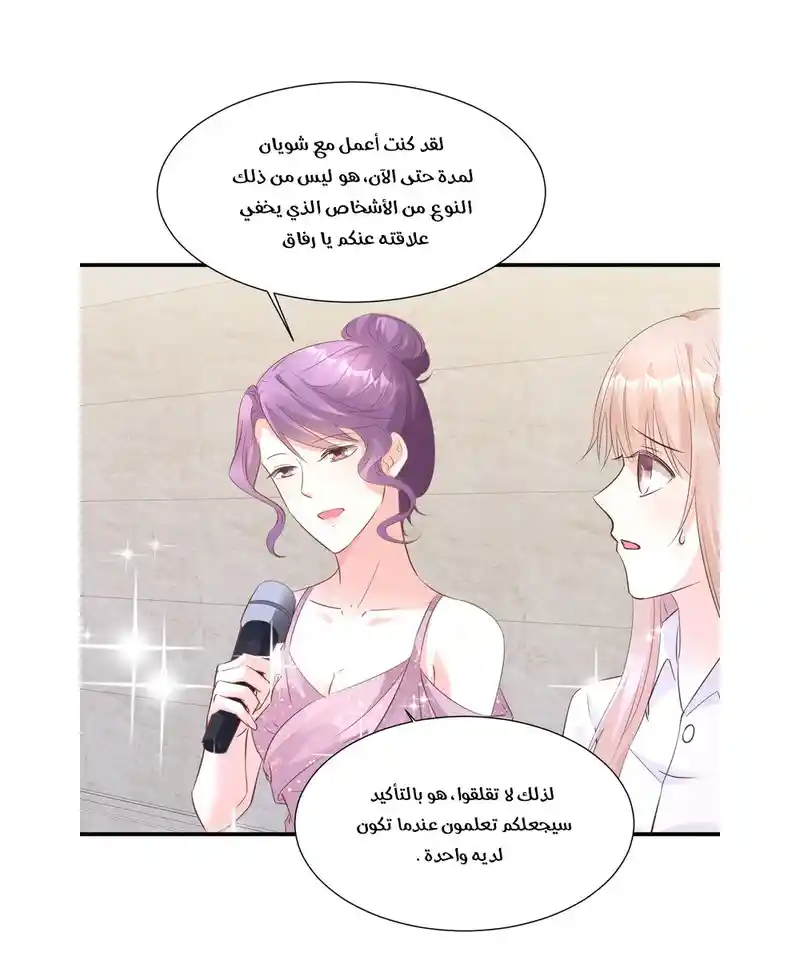 لقد كنت أعمل مع شويان
لمدة حتى الآن، هو ليس من ذلك
النوع من الأشخاص الذي يخفي
علاقته عنكم يا رفاق
لذلك لا تقلقوا، هو بالتأكيد
سيجعلكم تعلمون عندما تكون
لديه واحدة .